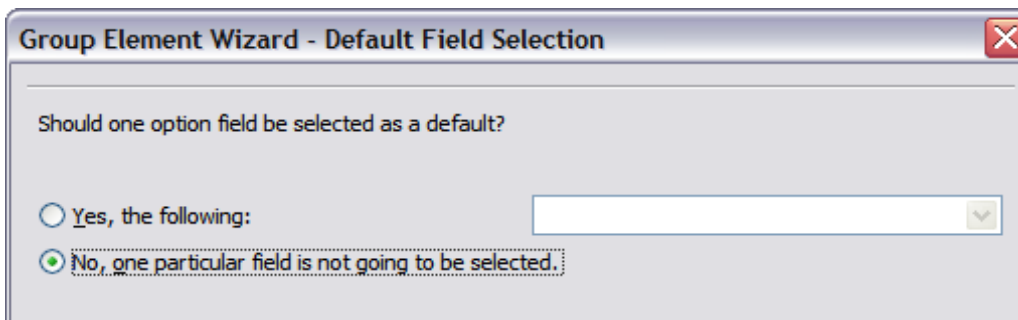 Group Element Wizard - Default Field Selection
Should one option field be selected as a default?
Yes, the following:
No, one particular field is not going to be selected.